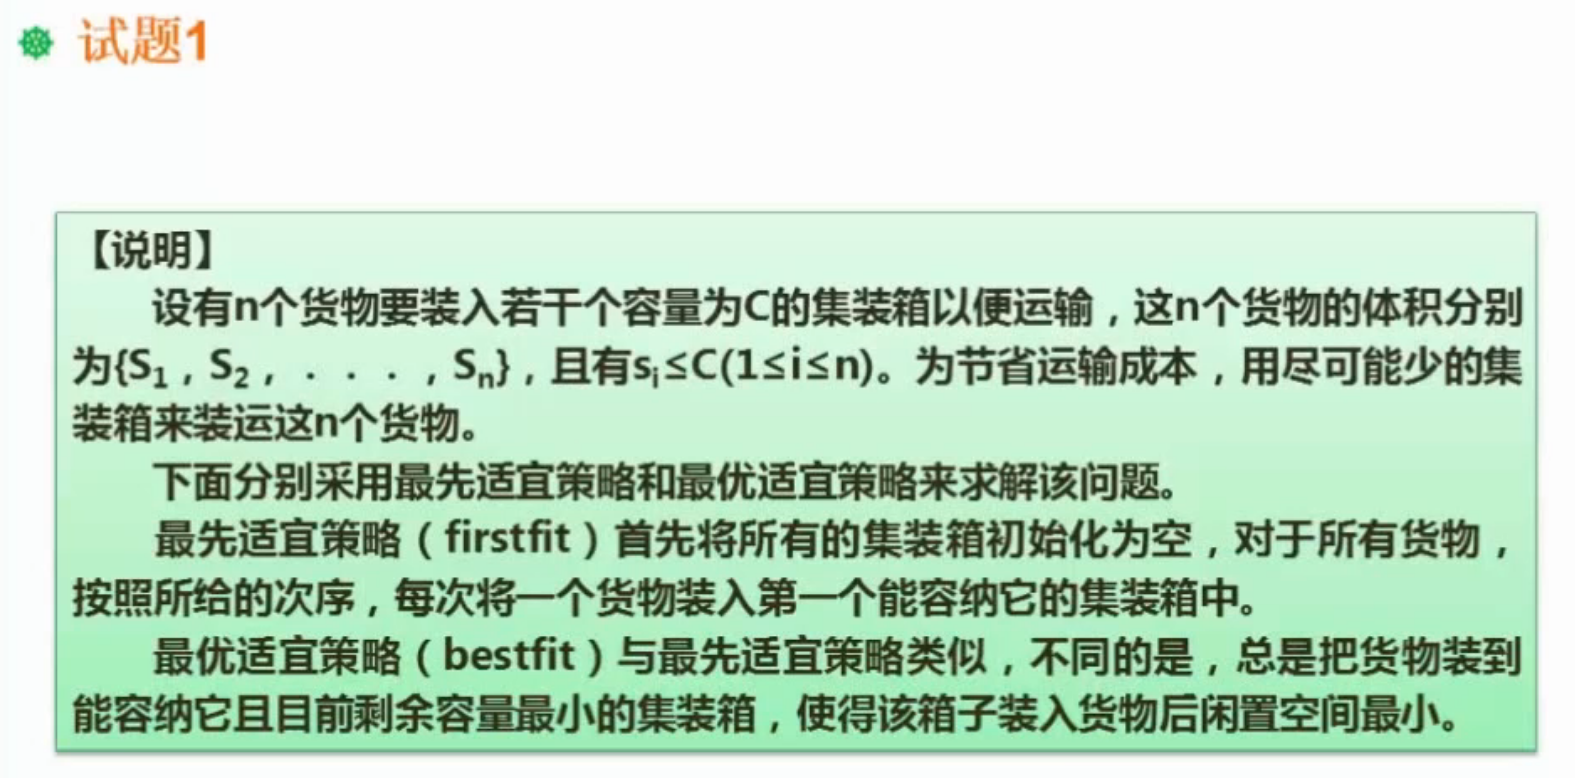 试题1
【说明】
设有n个货物要装入若干个容量为C的集装箱以便运输，这n个货物的体积分别
为{S1，S2，．．．，Sn}，且有si≤C(1≤i≤n)。为节省运输成本，用尽可能少的集
装箱来装运这n个货物。
下面分别采用最先适宜策略和最优适宜策略来求解该问题。
最先适宜策略（firstfit）首先将所有的集装箱初始化为空，对于所有货物，
按照所给的次序，每次将一个货物装入第一个能容纳它的集装箱中。
最优适宜策略（bestfit）与最先适宜策略类似，不同的是，总是把货物装到
能容纳它且目前剩余容量最小的集装箱，使得该箱子装入货物后闲置空间最小。